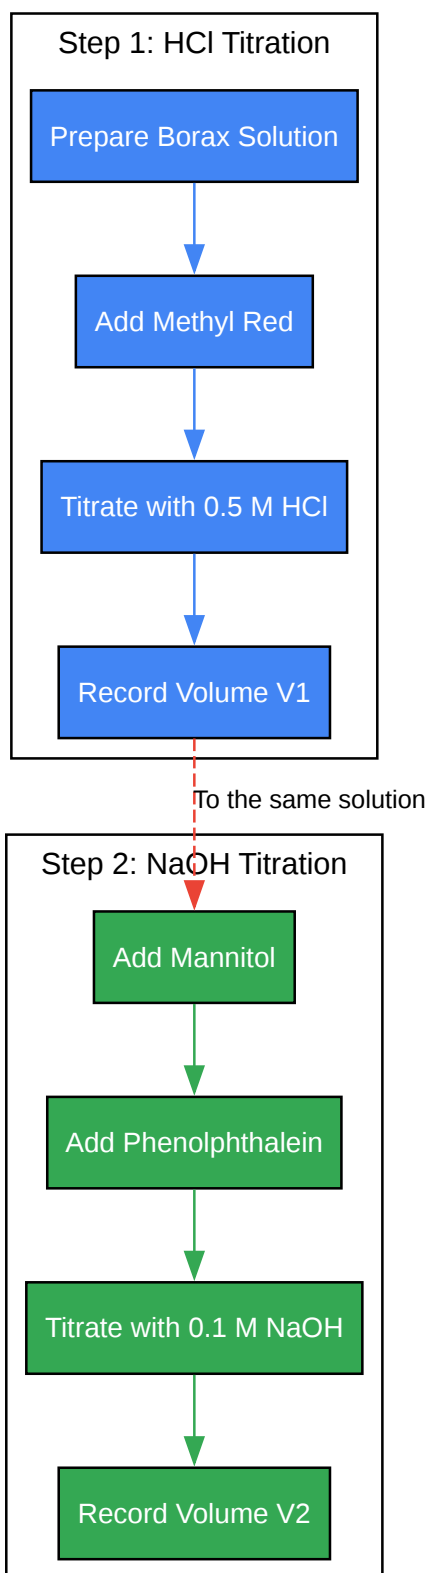 Step 1: HCl Titration
Prepare Borax Solution
Add Methyl Red
Titrate with 0.5 M HCl
Record Volume V1
To the same solution
Step 2: NaOH Titration
Add Mannitol
Add Phenolphthalein
Titrate with 0.1 M NaOH
Record Volume V2